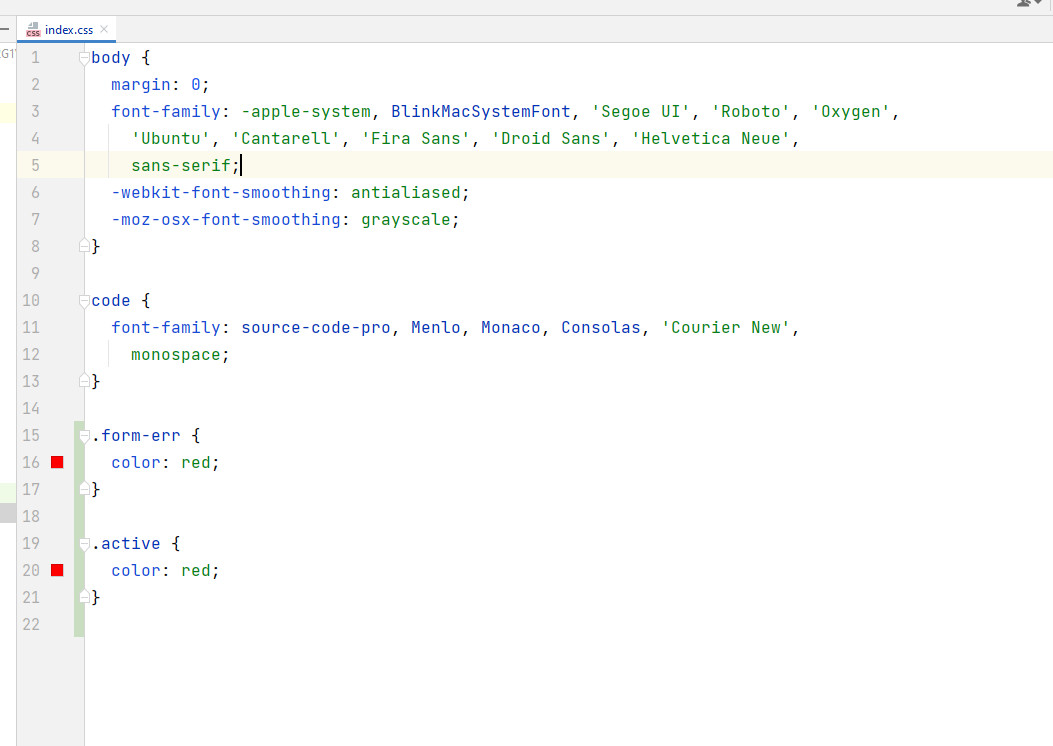 index.css
G1
1 body {
2   margin: 0;
3   font-family: -apple-system, BlinkMacSystemFont, 'Segoe UI', 'Roboto', 'Oxygen',
4     'Ubuntu', 'Cantarell', 'Fira Sans', 'Droid Sans', 'Helvetica Neue',
5     sans-serif;
6   -webkit-font-smoothing: antialiased;
7   -moz-osx-font-smoothing: grayscale;
8 }
9
10 code {
11   font-family: source-code-pro, Menlo, Monaco, Consolas, 'Courier New',
12     monospace;
13 }
14
15 .form-err {
16   color: red;
17 }
18
19 .active {
20   color: red;
21 }
22